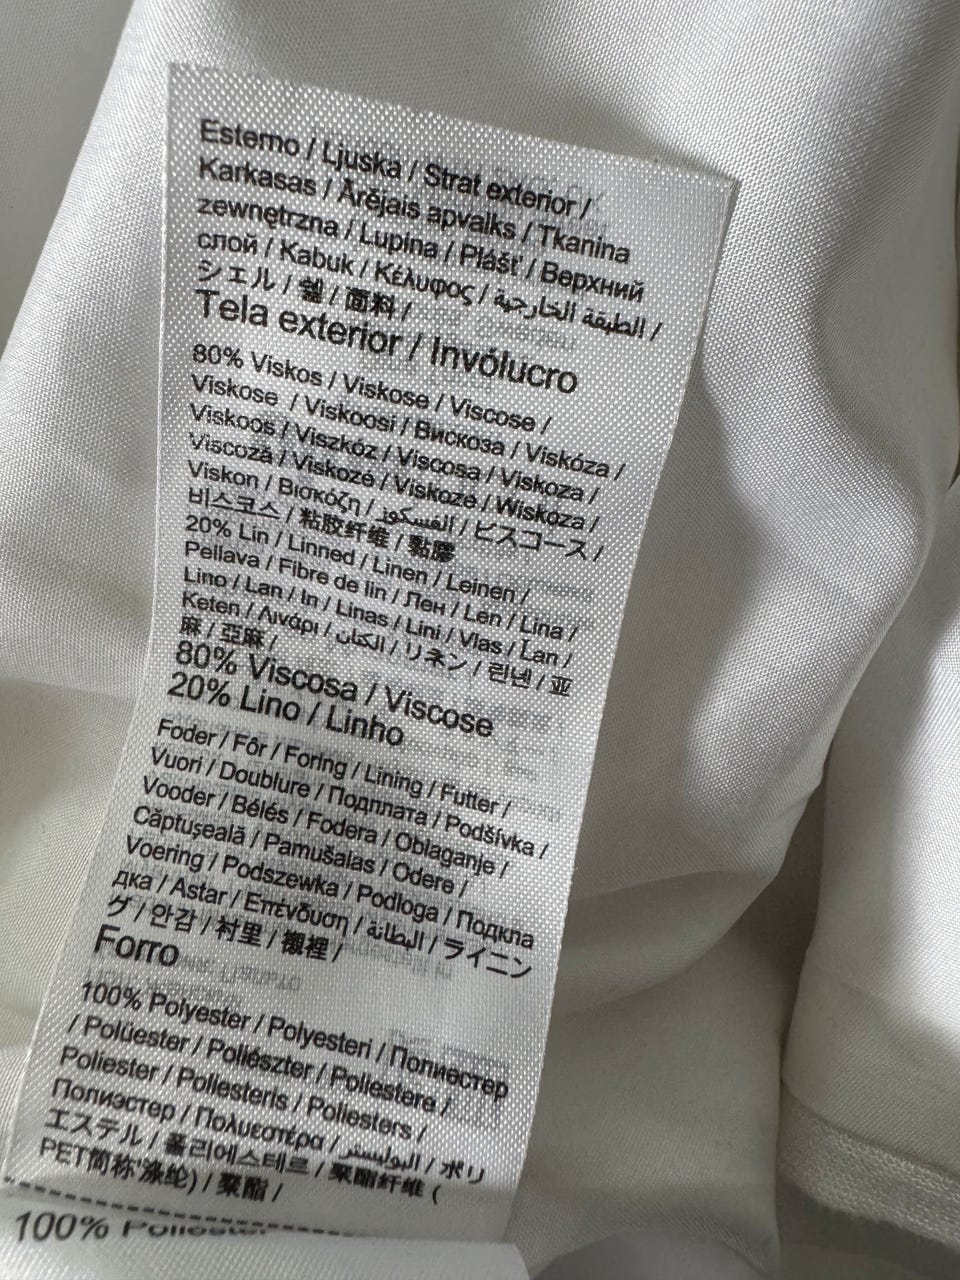 Esterno / Ljuska / Strat exterior /
Karkasas / Ārējais apvalks / Tkanina
zewnętrzna / Lupina / Plášť / Верхний
слой / Kabuk / Κέλυφος / الطبقة الخارجية /
シェル / 쉘 / 面料 /
Tela exterior / Invólucro
80% Viskos / Viskose / Viscose /
Viskose / Viskoosi / Вискоза / Viskóza /
Viskoos / Viszkóz / Viscosa / Viskoza /
Viscoză / Viskozė / Viskoze / Wiskoza /
Viskon / Βισκόζη / الفسكوز / ビスコース /
비스코스 / 粘胶纤维 / 黏膠
20% Lin / Linned / Linen / Leinen /
Pellava / Fibre de lin / Лен / Len / Lina /
Lino / Lan / In / Linas / Lini / Vlas / Lan /
Keten / Λινάρι / الكتان / リネン / 린넨 / 亚
麻 / 亞麻 /
80% Viscosa / Viscose
20% Lino / Linho
Foder / Fôr / Foring / Lining / Futter /
Vuori / Doublure / Подплата / Podšívka /
Vooder / Bélés / Fodera / Oblaganje /
Căptuşeală / Pamušalas / Odere /
Voering / Podszewka / Podloga / Подкла
дка / Astar / Επένδυση / البطانة / ライニン
グ / 안감 / 衬里 / 襯裡 /
Forro
100% Polyester / Polyesteri / Полиестер
/ Polüester / Poliészter / Poliestere /
Poliester / Poliesteris / Poliesters /
Полиэстер / Πολυεστέρα / البوليستر / ポリ
エステル / 폴리에스테르 / 聚酯纤维 (
PET简称'涤纶) / 聚酯 /
100%